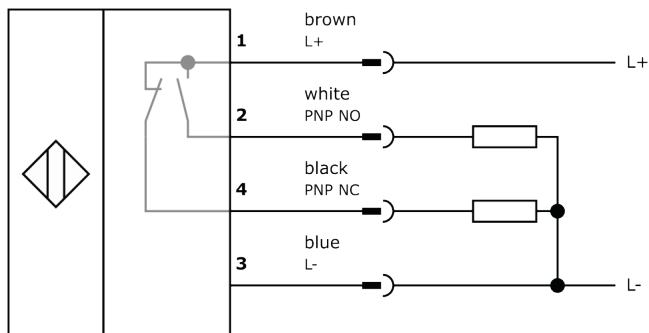 brown
1
L+
L+
white
2
PNP NO
black
4
PNP NC
blue
3
L-
L-